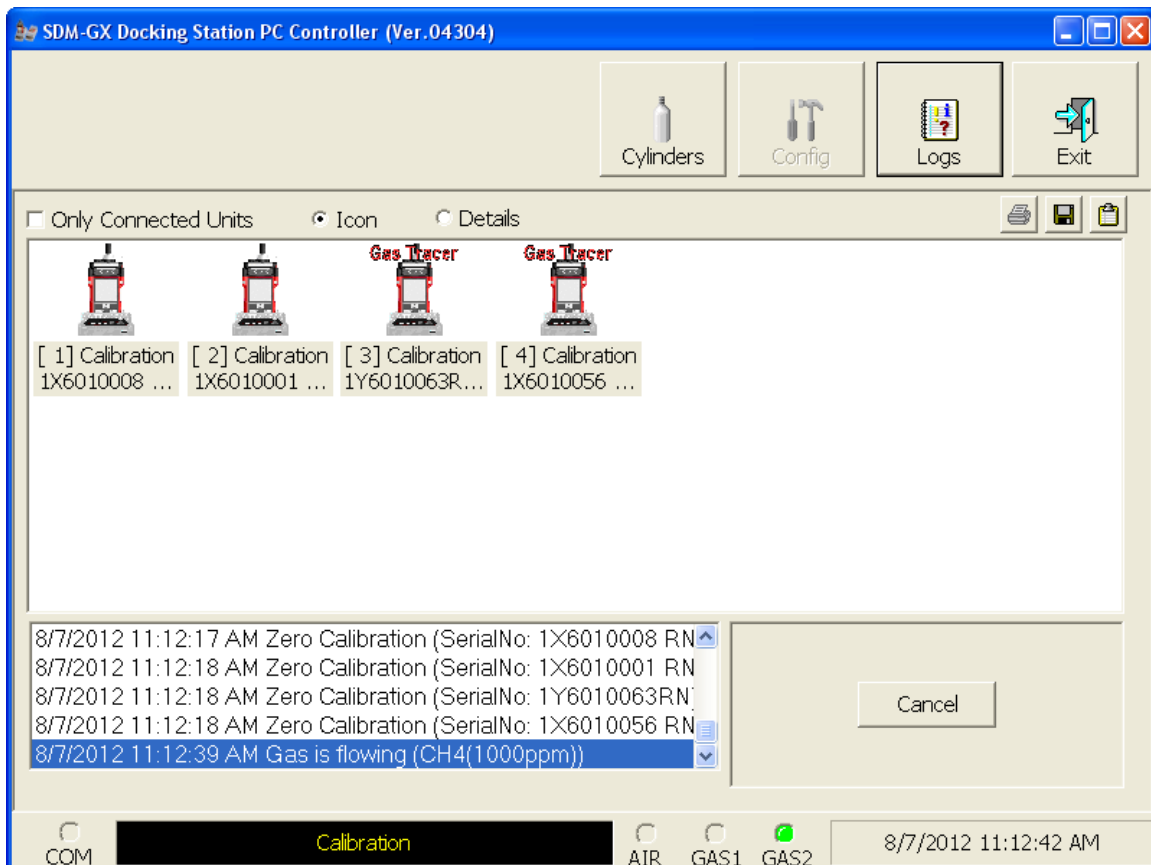 SDM-GX Docking Station PC Controller (Ver.04304)
Cylinders
Config
Logs
Exit
Only Connected Units
Icon
Details
Gas Tracer
Gas Tracer
[ 1] Calibration
1X6010008 ...
[ 2] Calibration
1X6010001 ...
[ 3] Calibration
1Y6010063R...
[ 4] Calibration
1X6010056 ...
8/7/2012 11:12:17 AM Zero Calibration (SerialNo: 1X6010008 RN
8/7/2012 11:12:18 AM Zero Calibration (SerialNo: 1X6010001 RN
8/7/2012 11:12:18 AM Zero Calibration (SerialNo: 1Y6010063RN)
8/7/2012 11:12:18 AM Zero Calibration (SerialNo: 1X6010056 RN
8/7/2012 11:12:39 AM Gas is flowing (CH4(1000ppm))
Cancel
COM
Calibration
AIR
GAS1
GAS2
8/7/2012 11:12:42 AM